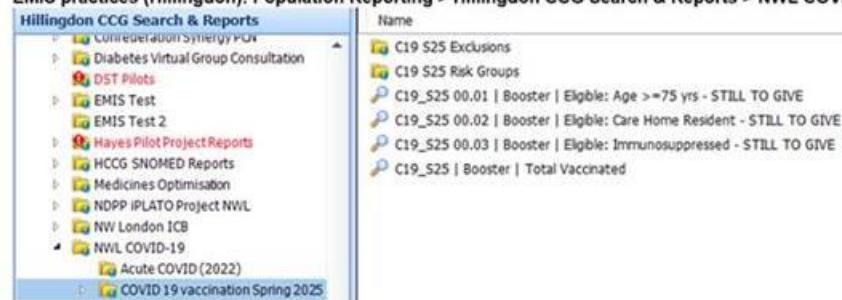 EMIS practices (Hillingdon): Population Reporting > Hillingdon CCG Search & Reports > NWL COVI
Hillingdon CCG Search & Reports
Confederation Synergy PCN
Diabetes Virtual Group Consultation
DST Pilots
EMIS Test
EMIS Test 2
Hayes Pilot Project Reports
HCCG SNOMED Reports
Medicines Optimisation
NDPP iPLATO Project NWL
NW London ICB
NWL COVID-19
Acute COVID (2022)
COVID 19 vaccination Spring 2025
Name
C19 S25 Exclusions
C19 S25 Risk Groups
C19_S25 00.01 | Booster | Eligible: Age >=75 yrs - STILL TO GIVE
C19_S25 00.02 | Booster | Eligible: Care Home Resident - STILL TO GIVE
C19_S25 00.03 | Booster | Eligible: Immunosuppressed - STILL TO GIVE
C19_S25 | Booster | Total Vaccinated